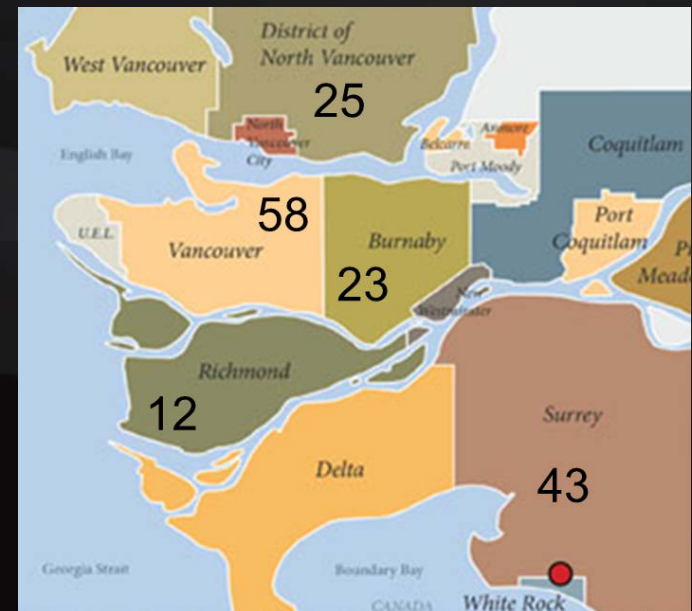 District of
North Vancouver
West Vancouver
25
North
Vancouver
City
Belcarra
Anmore
Coquitlam
English Bay
Port Moody
58
U.E.L.
Vancouver
Burnaby
Port
Coquitlam
23
New
Westminster
Richmond
12
Surrey
Delta
43
Georgia Strait
Boundary Bay
CANADA
White Rock